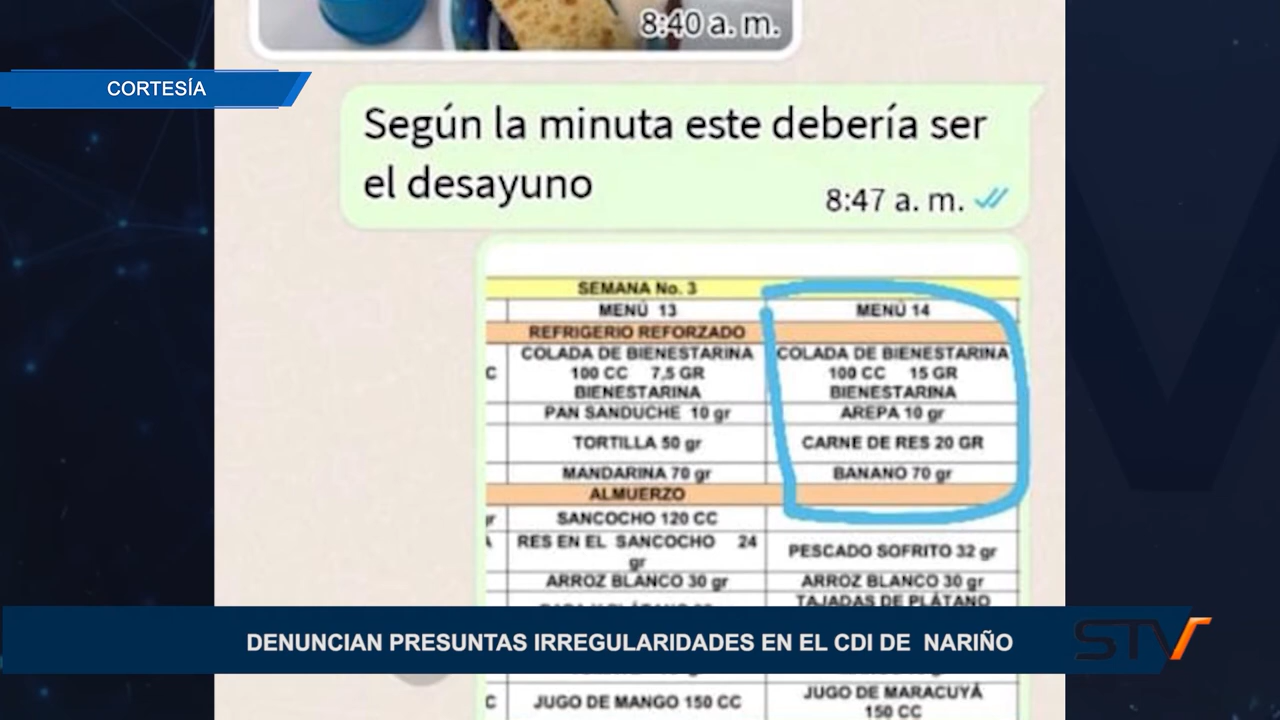 8:40 a. m.
CORTESÍA
Según la minuta este debería ser
el desayuno
8:47 a. m.
SEMANA No. 3
MENÚ 13 MENÚ 14
REFRIGERIO REFORZADO
COLADA DE BIENESTARINA COLADA DE BIENESTARINA
C 100 CC 7,5 GR 100 CC 15 GR
BIENESTARINA BIENESTARINA
PAN SANDUCHE 10 gr AREPA 10 gr
TORTILLA 50 gr CARNE DE RES 20 GR
MANDARINA 70 gr BANANO 70 gr
ALMUERZO
SANCOCHO 120 CC
RES EN EL SANCOCHO 24
gr
PESCADO SOFRITO 32 gr
ARROZ BLANCO 30 gr ARROZ BLANCO 30 gr
TAJADAS DE PLÁTANO
DENUNCIAN PRESUNTAS IRREGULARIDADES EN EL CDI DE NARIÑO
STV
C JUGO DE MANGO 150 CC JUGO DE MARACUYÁ
150 CC